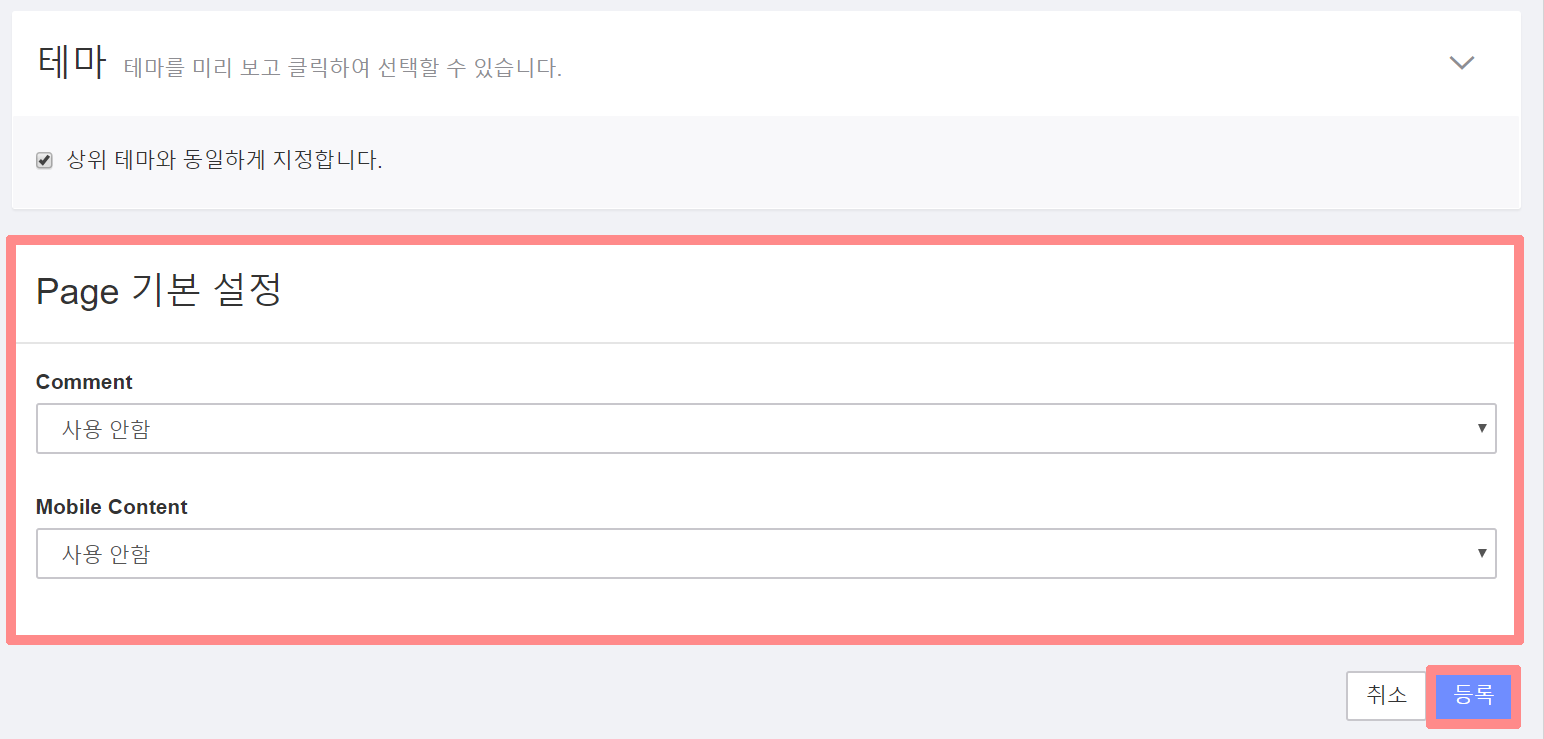 테마 테마를 미리 보고 클릭하여 선택할 수 있습니다.
상위 테마와 동일하게 지정합니다.
Page 기본 설정
Comment
사용 안함
Mobile Content
사용 안함
취소 등록